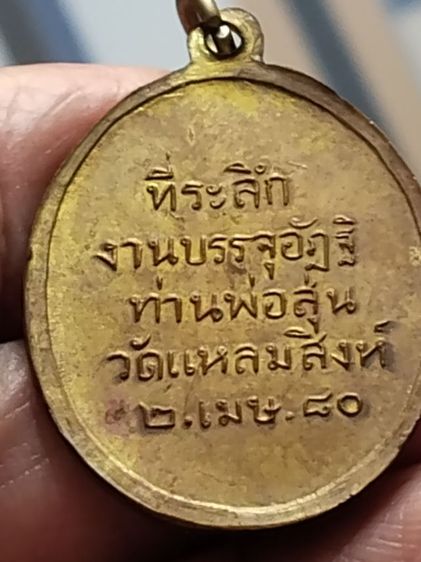 ที่ระลึก
งานบรรจุอัฏฐิ
ท่านพ่อสุ่น
วัดแหลมสิงห์
๒.เมษ.๘๐